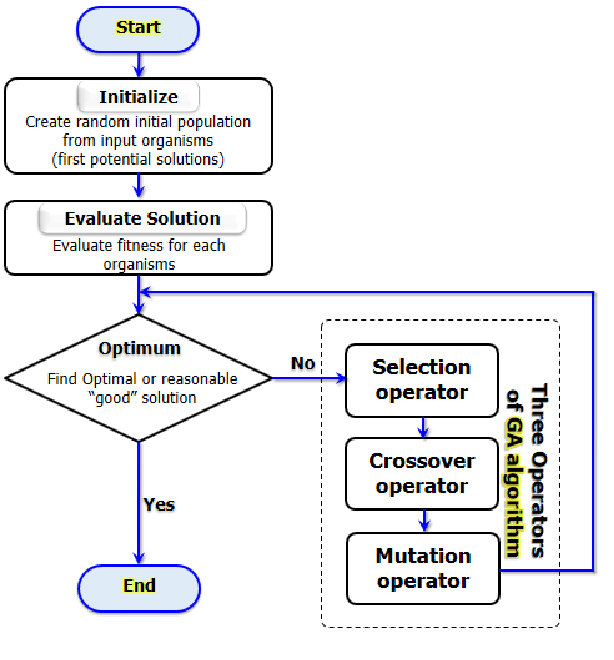 Start
Initialize
Create random initial population
from input organisms
(first potential solutions)
Evaluate Solution
Evaluate fitness for each
organisms
Optimum
Find Optimal or reasonable
“good” solution
No
Yes
End
Selection
operator
Crossover
operator
Mutation
operator
Three Operators
of GA algorithm